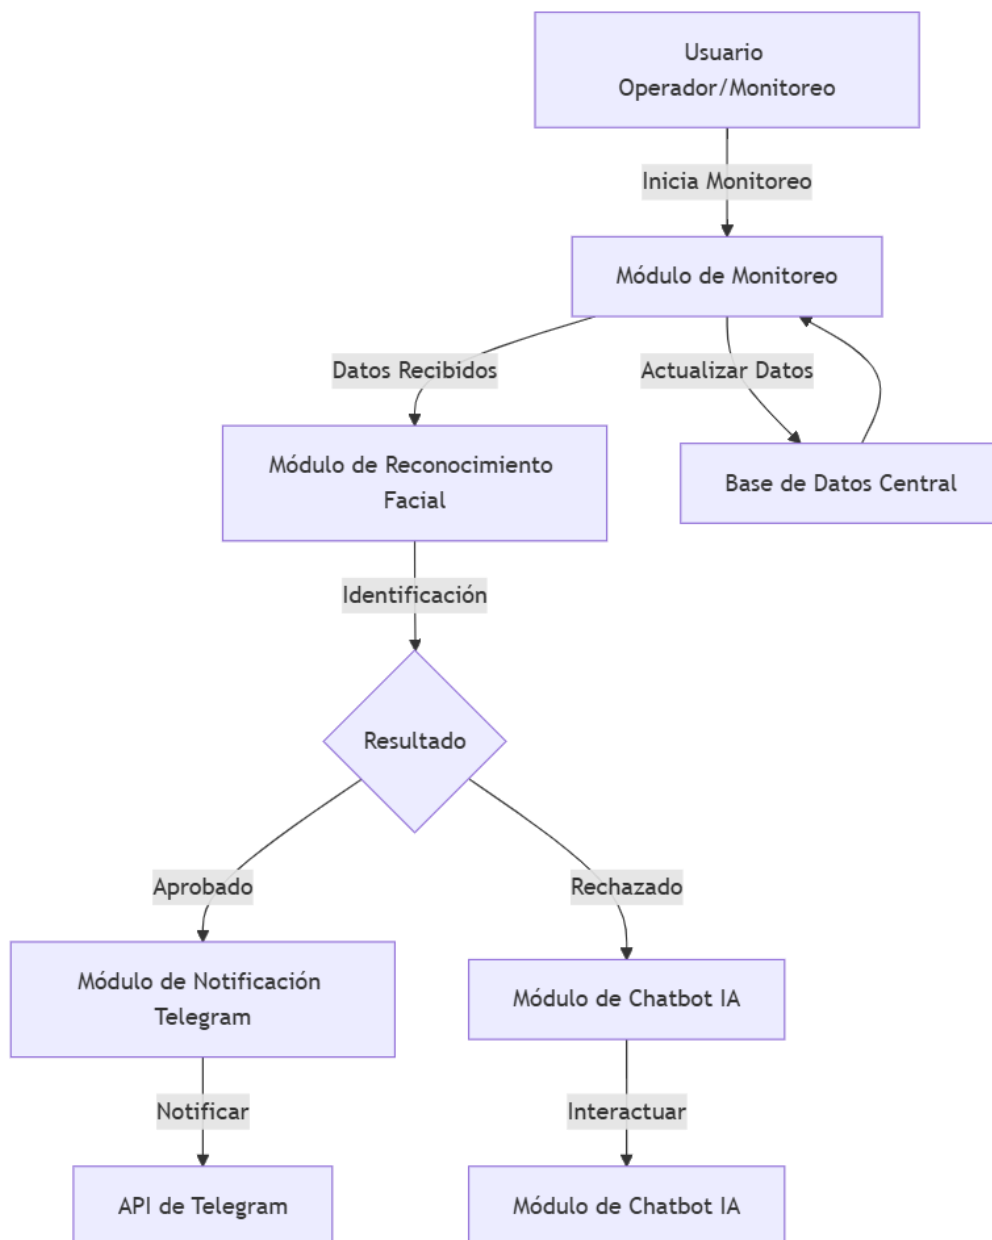 Usuario
Operador/Monitoreo
Inicia Monitoreo
Módulo de Monitoreo
Datos Recibidos
Actualizar Datos
Módulo de Reconocimiento
Facial
Base de Datos Central
Identificación
Resultado
Aprobado
Rechazado
Módulo de Notificación
Telegram
Módulo de Chatbot IA
Notificar
Interactuar
API de Telegram
Módulo de Chatbot IA